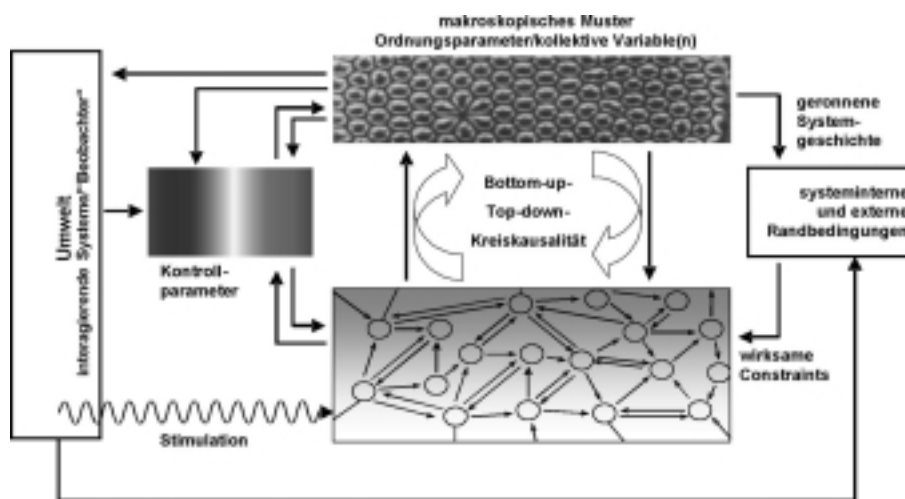 makroskopisches Muster
Ordnungsparameter/kollektive Variable(n)
Umwelt
interagierende Systeme/"Beobachter"
geronnene
System-
geschichte
Bottom-up-
Top-down-
Kreiskausalität
systeminterne
und externe
Randbedingungen
Kontroll-
parameter
wirksame
Constraints
Stimulation